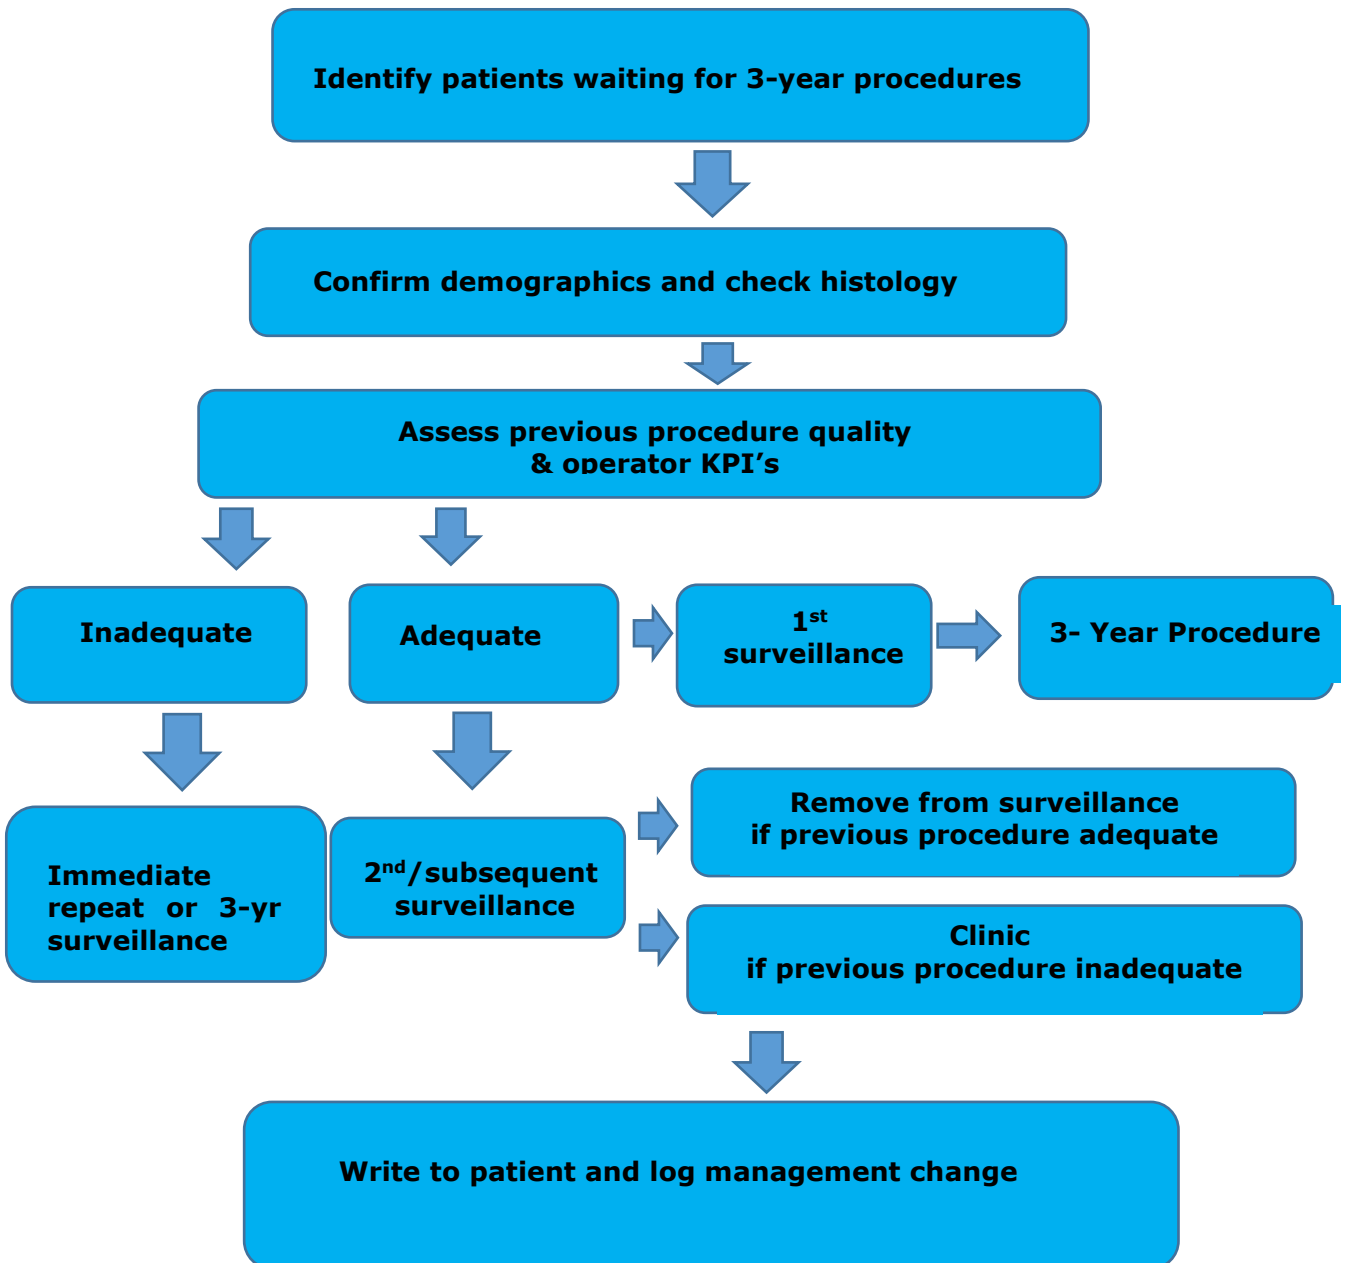 Identify patients waiting for 3-year procedures
Confirm demographics and check histology
Assess previous procedure quality
& operator KPI’s
Inadequate
Adequate
1st
surveillance
3- Year Procedure
Immediate
repeat or 3-yr
surveillance
2nd/subsequent
surveillance
Remove from surveillance
if previous procedure adequate
Clinic
if previous procedure inadequate
Write to patient and log management change